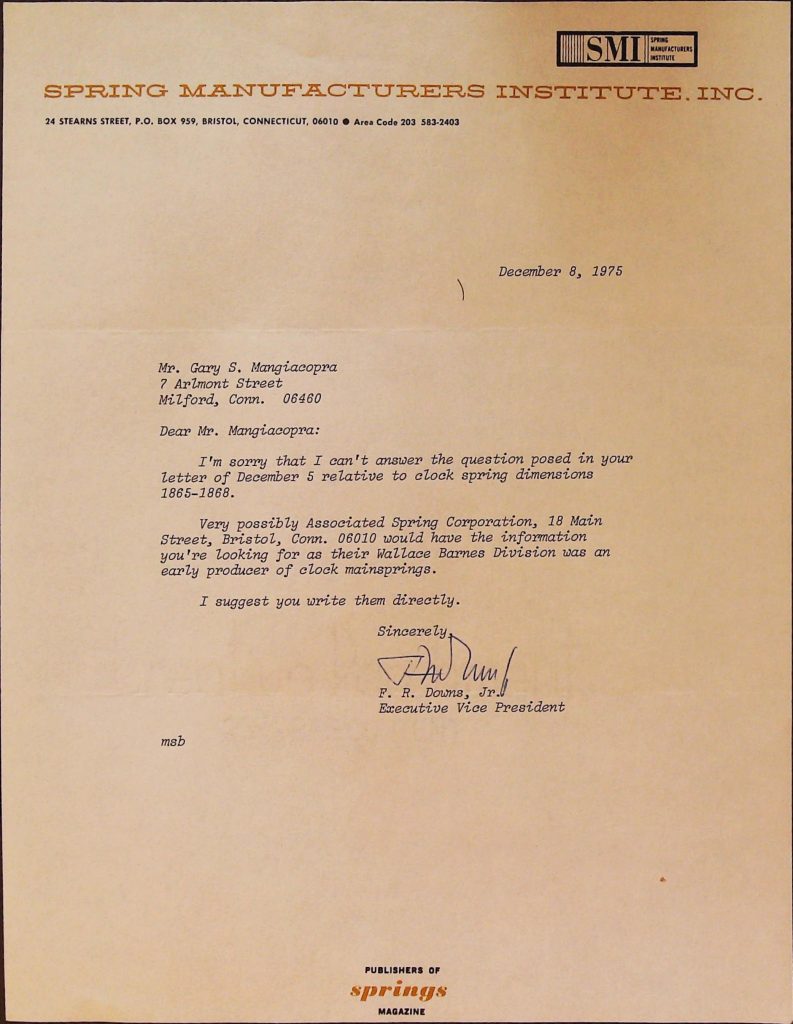 SMI SPRING
MANUFACTURERS
INSTITUTE
SPRING MANUFACTURERS INSTITUTE, INC.
24 STEARNS STREET, P.O. BOX 959, BRISTOL, CONNECTICUT, 06010 ● Area Code 203 583-2403
December 8, 1975
Mr. Gary S. Mangiacopra
7 Arlmont Street
Milford, Conn. 06460
Dear Mr. Mangiacopra:
I'm sorry that I can't answer the question posed in your
letter of December 5 relative to clock spring dimensions
1865-1868.
Very possibly Associated Spring Corporation, 18 Main
Street, Bristol, Conn. 06010 would have the information
you're looking for as their Wallace Barnes Division was an
early producer of clock mainsprings.
I suggest you write them directly.
Sincerely,
F. R. Downs, Jr.
Executive Vice President
msb
PUBLISHERS OF
springs
MAGAZINE